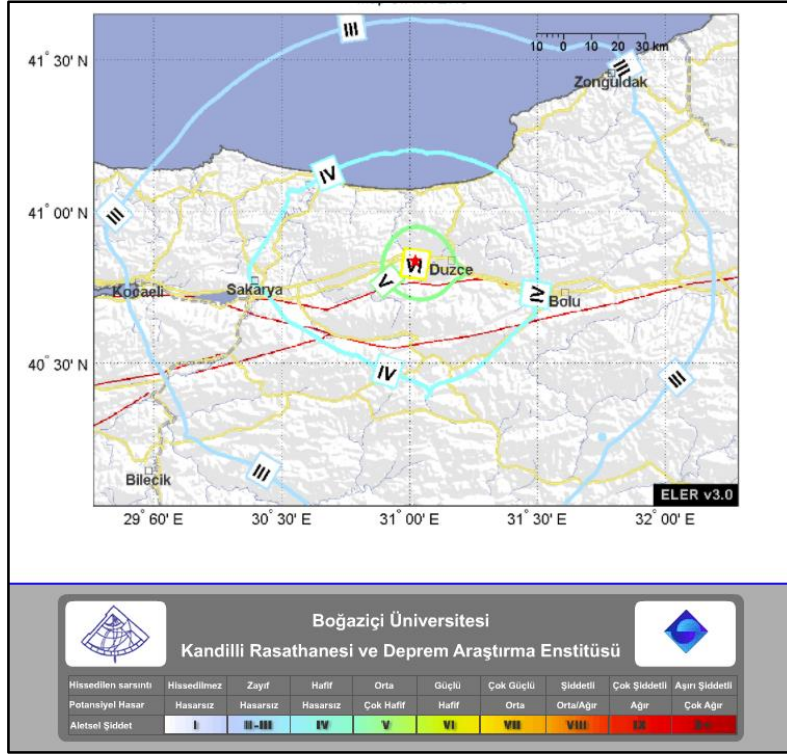 III
10 0 10 20 30 km
41° 30' N
III
Zonguldak
IV
41° 00' N
III
VI
Duzce
V
Kocaeli
Sakarya
IV
Bolu
40° 30' N
IV
III
III
Bilecik
ELER v3.0
29° 60' E 30° 30' E 31° 00' E 31° 30' E 32° 00' E
Boğaziçi Üniversitesi
Kandilli Rasathanesi ve Deprem Araştırma Enstitüsü
Hissedilen sarsıntı Hissedilmez Zayıf Hafif Orta Güçlü Çok Güçlü Şiddetli Çok Şiddetli Aşırı Şiddetli
Potansiyel Hasar Hasarsız Hasarsız Hasarsız Çok Hafif Hafif Orta Orta/Ağır Ağır Çok Ağır
Aletsel Şiddet I II-III IV V VI VII VIII IX